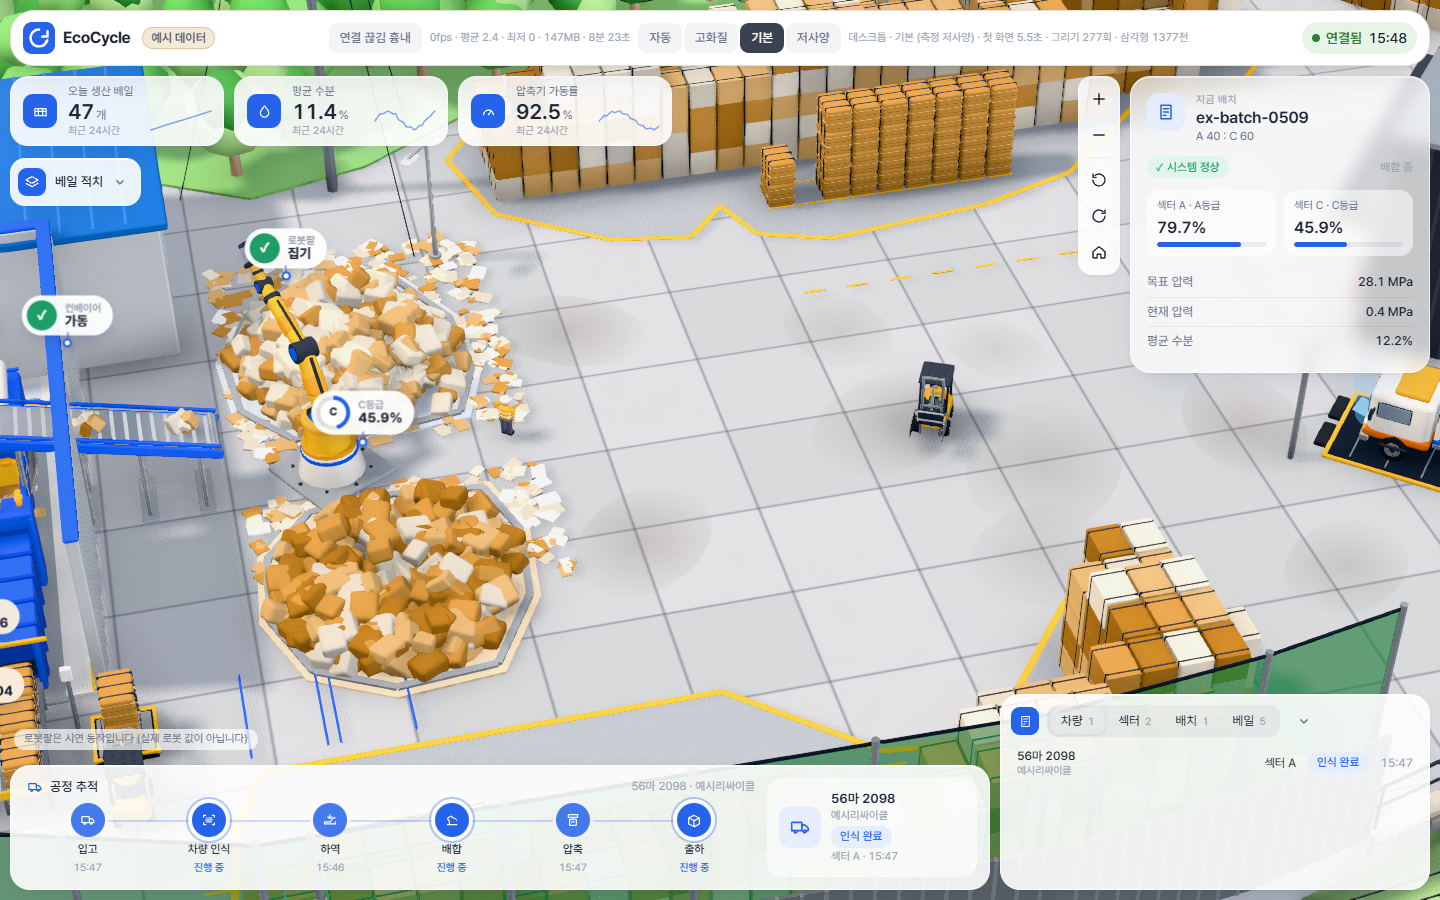 EcoCycle
예시 데이터
연결 끊김 흉내
0fps · 평균 2.4 · 최저 0 · 147MB · 8분 23초
자동
고화질
기본
저사양
데스크톱 · 기본 (측정 저사양) · 첫 화면 5.5초 · 그리기 277회 · 삼각형 1377천
연결됨 15:48
오늘 생산 베일
47 개
최근 24시간
평균 수분
11.4 %
최근 24시간
압축기 가동률
92.5 %
최근 24시간
베일 적치
지금 배치
ex-batch-0509
A 40 : C 60
✓ 시스템 정상
배합 중
섹터 A · A등급
79.7%
섹터 C · C등급
45.9%
목표 압력
28.1 MPa
현재 압력
0.4 MPa
평균 수분
12.2%
로봇팔
집기
컨베이어
가동
C
C등급
45.9%
6
04
로봇팔은 시연 동작입니다 (실제 로봇 값이 아닙니다)
공정 추적
56마 2098 · 예시리싸이클
입고
15:47
차량 인식
진행 중
하역
15:46
배합
진행 중
압축
15:47
출하
진행 중
56마 2098
예시리싸이클
인식 완료
섹터 A · 15:47
차량 1
섹터 2
배치 1
베일 5
56마 2098
예시리싸이클
섹터 A
인식 완료
15:47